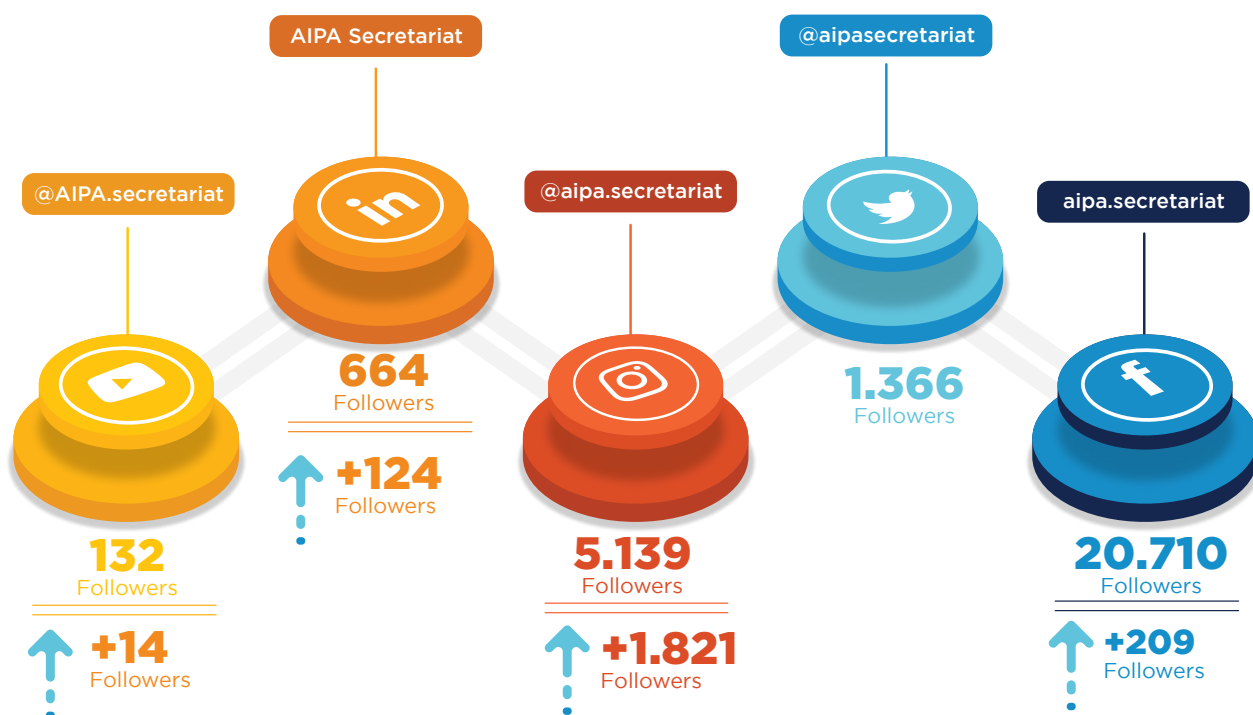 @AIPA.secretariat
132
Followers
+14
Followers
AIPA Secretariat
in
664
Followers
+124
Followers
@aipa.secretariat
5.139
Followers
+1.821
Followers
@aipasecretariat
1.366
Followers
aipa.secretariat
f
20.710
Followers
+209
Followers